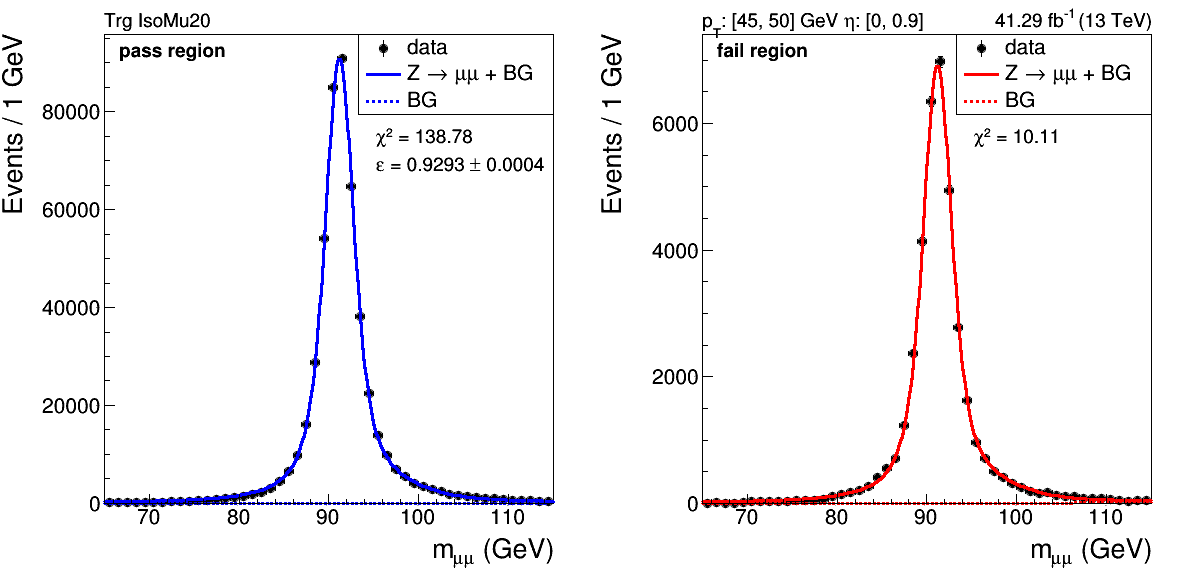 Trg IsoMu20
pass region
data
Z → μμ + BG
BG
χ² = 138.78
ε = 0.9293 ± 0.0004
Events / 1 GeV
80000
60000
40000
20000
0
70 80 90 100 110
m_μμ (GeV)
p_T: [45, 50] GeV η: [0, 0.9] 41.29 fb⁻¹ (13 TeV)
fail region
data
Z → μμ + BG
BG
χ² = 10.11
Events / 1 GeV
6000
4000
2000
0
70 80 90 100 110
m_μμ (GeV)